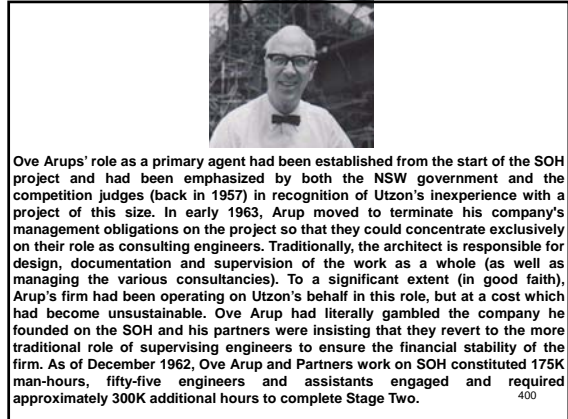 Ove Arups’ role as a primary agent had been established from the start of the SOH
project and had been emphasized by both the NSW government and the
competition judges (back in 1957) in recognition of Utzon’s inexperience with a
project of this size. In early 1963, Arup moved to terminate his company's
management obligations on the project so that they could concentrate exclusively
on their role as consulting engineers. Traditionally, the architect is responsible for
design, documentation and supervision of the work as a whole (as well as
managing the various consultancies). To a significant extent (in good faith),
Arup’s firm had been operating on Utzon’s behalf in this role, but at a cost which
had become unsustainable. Ove Arup had literally gambled the company he
founded on the SOH and his partners were insisting that they revert to the more
traditional role of supervising engineers to ensure the financial stability of the
firm. As of December 1962, Ove Arup and Partners work on SOH constituted 175K
man-hours, fifty-five engineers and assistants engaged and required
approximately 300K additional hours to complete Stage Two.
400